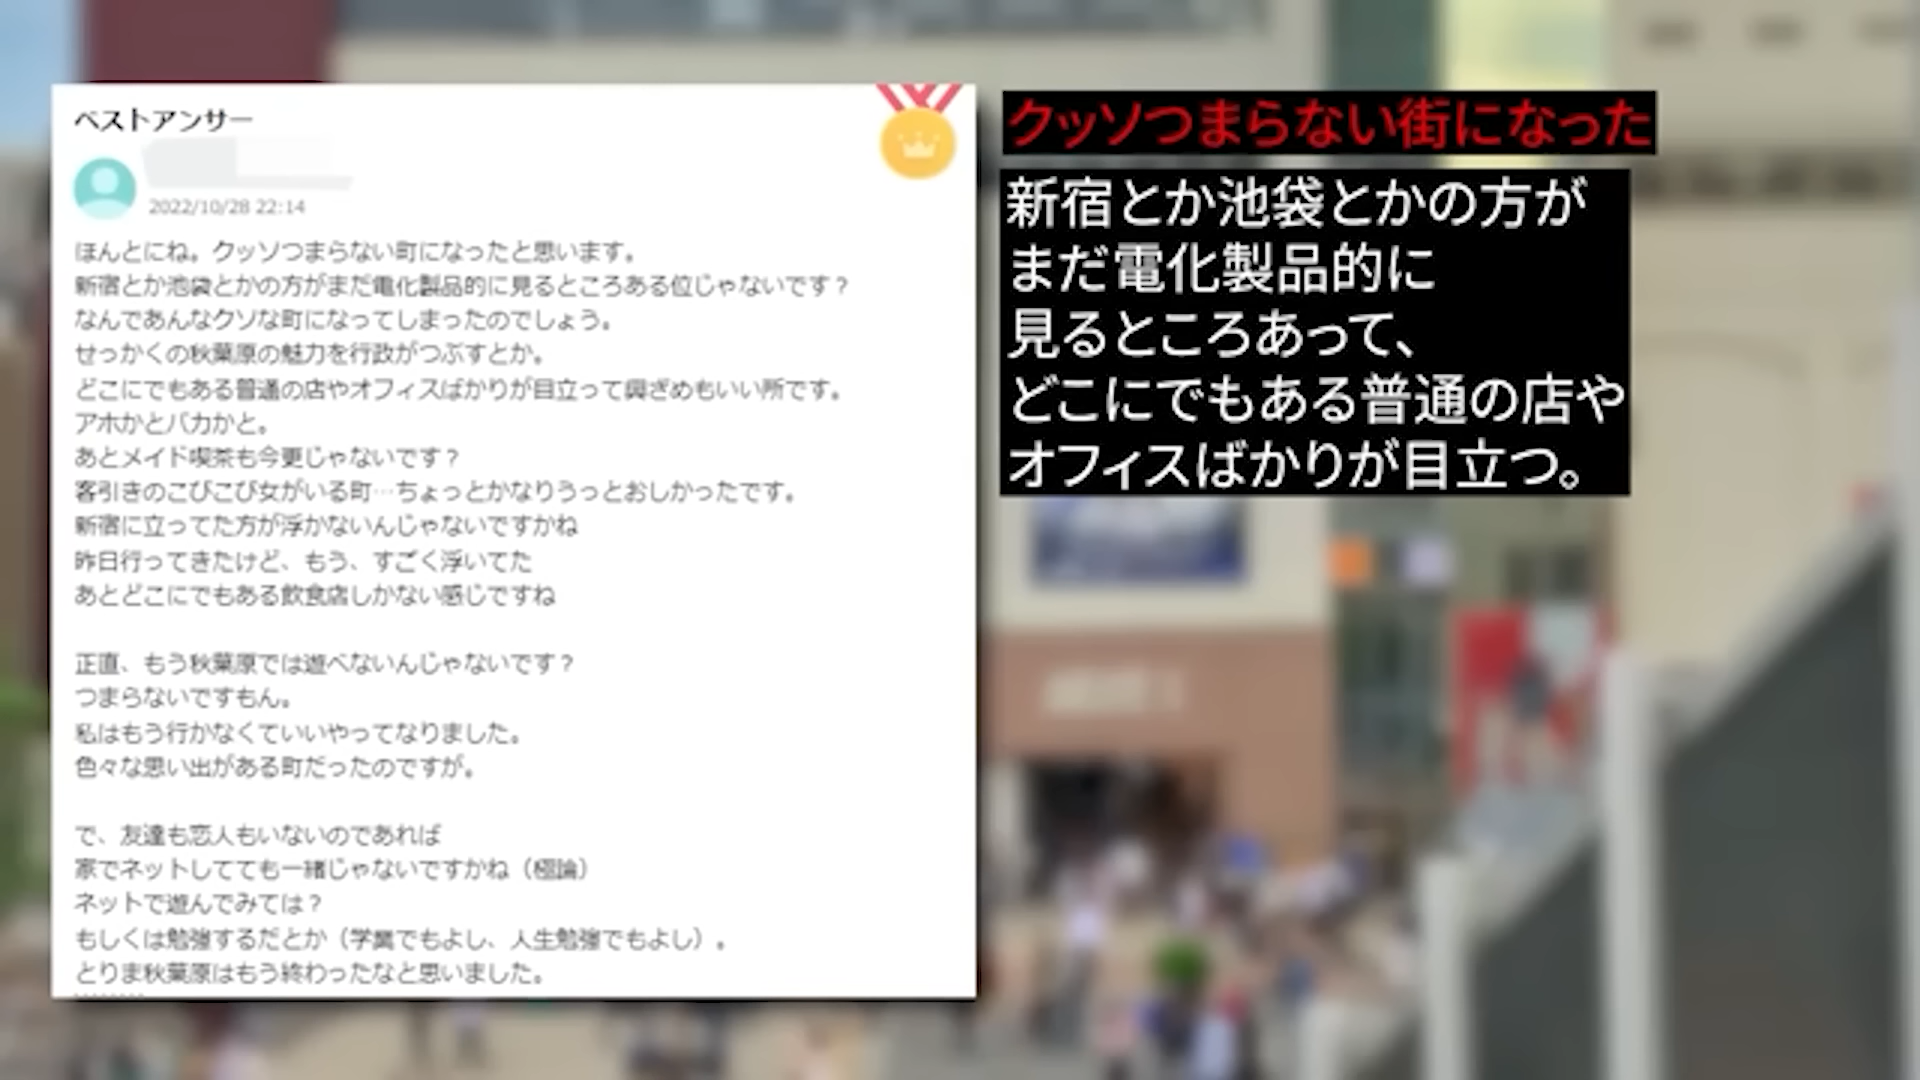 ベストアンサー
2022/10/28 22:14
ほんとにね。クッソつまらない町になったと思います。
新宿とか池袋とかの方がまだ電化製品的に見るところある位じゃないです？
なんであんなクソな町になってしまったのでしょう。
せっかくの秋葉原の魅力を行政がつぶすとか。
どこにでもある普通の店やオフィスばかりが目立って興ざめもいい所です。
アホかとバカかと。
あとメイド喫茶も今更じゃないです？
客引きのこびこび女がいる町…ちょっとかなりうっとおしかったです。
新宿に立ってた方が浮かないんじゃないですかね
昨日行ってきたけど、もう、すごく浮いてた
あとどこにでもある飲食店しかない感じですね
正直、もう秋葉原では遊べないんじゃないです？
つまらないですもん。
私はもう行かなくていいやってなりました。
色々な思い出がある町だったのですが。
で、友達も恋人もいないのであれば
家でネットしてても一緒じゃないですかね（極論）
ネットで遊んでみては？
もしくは勉強するだとか（学業でもよし、人生勉強でもよし）。
とりま秋葉原はもう終わったなと思いました。
クッソつまらない街になった
新宿とか池袋とかの方が
まだ電化製品的に
見るところあって、
どこにでもある普通の店や
オフィスばかりが目立つ。